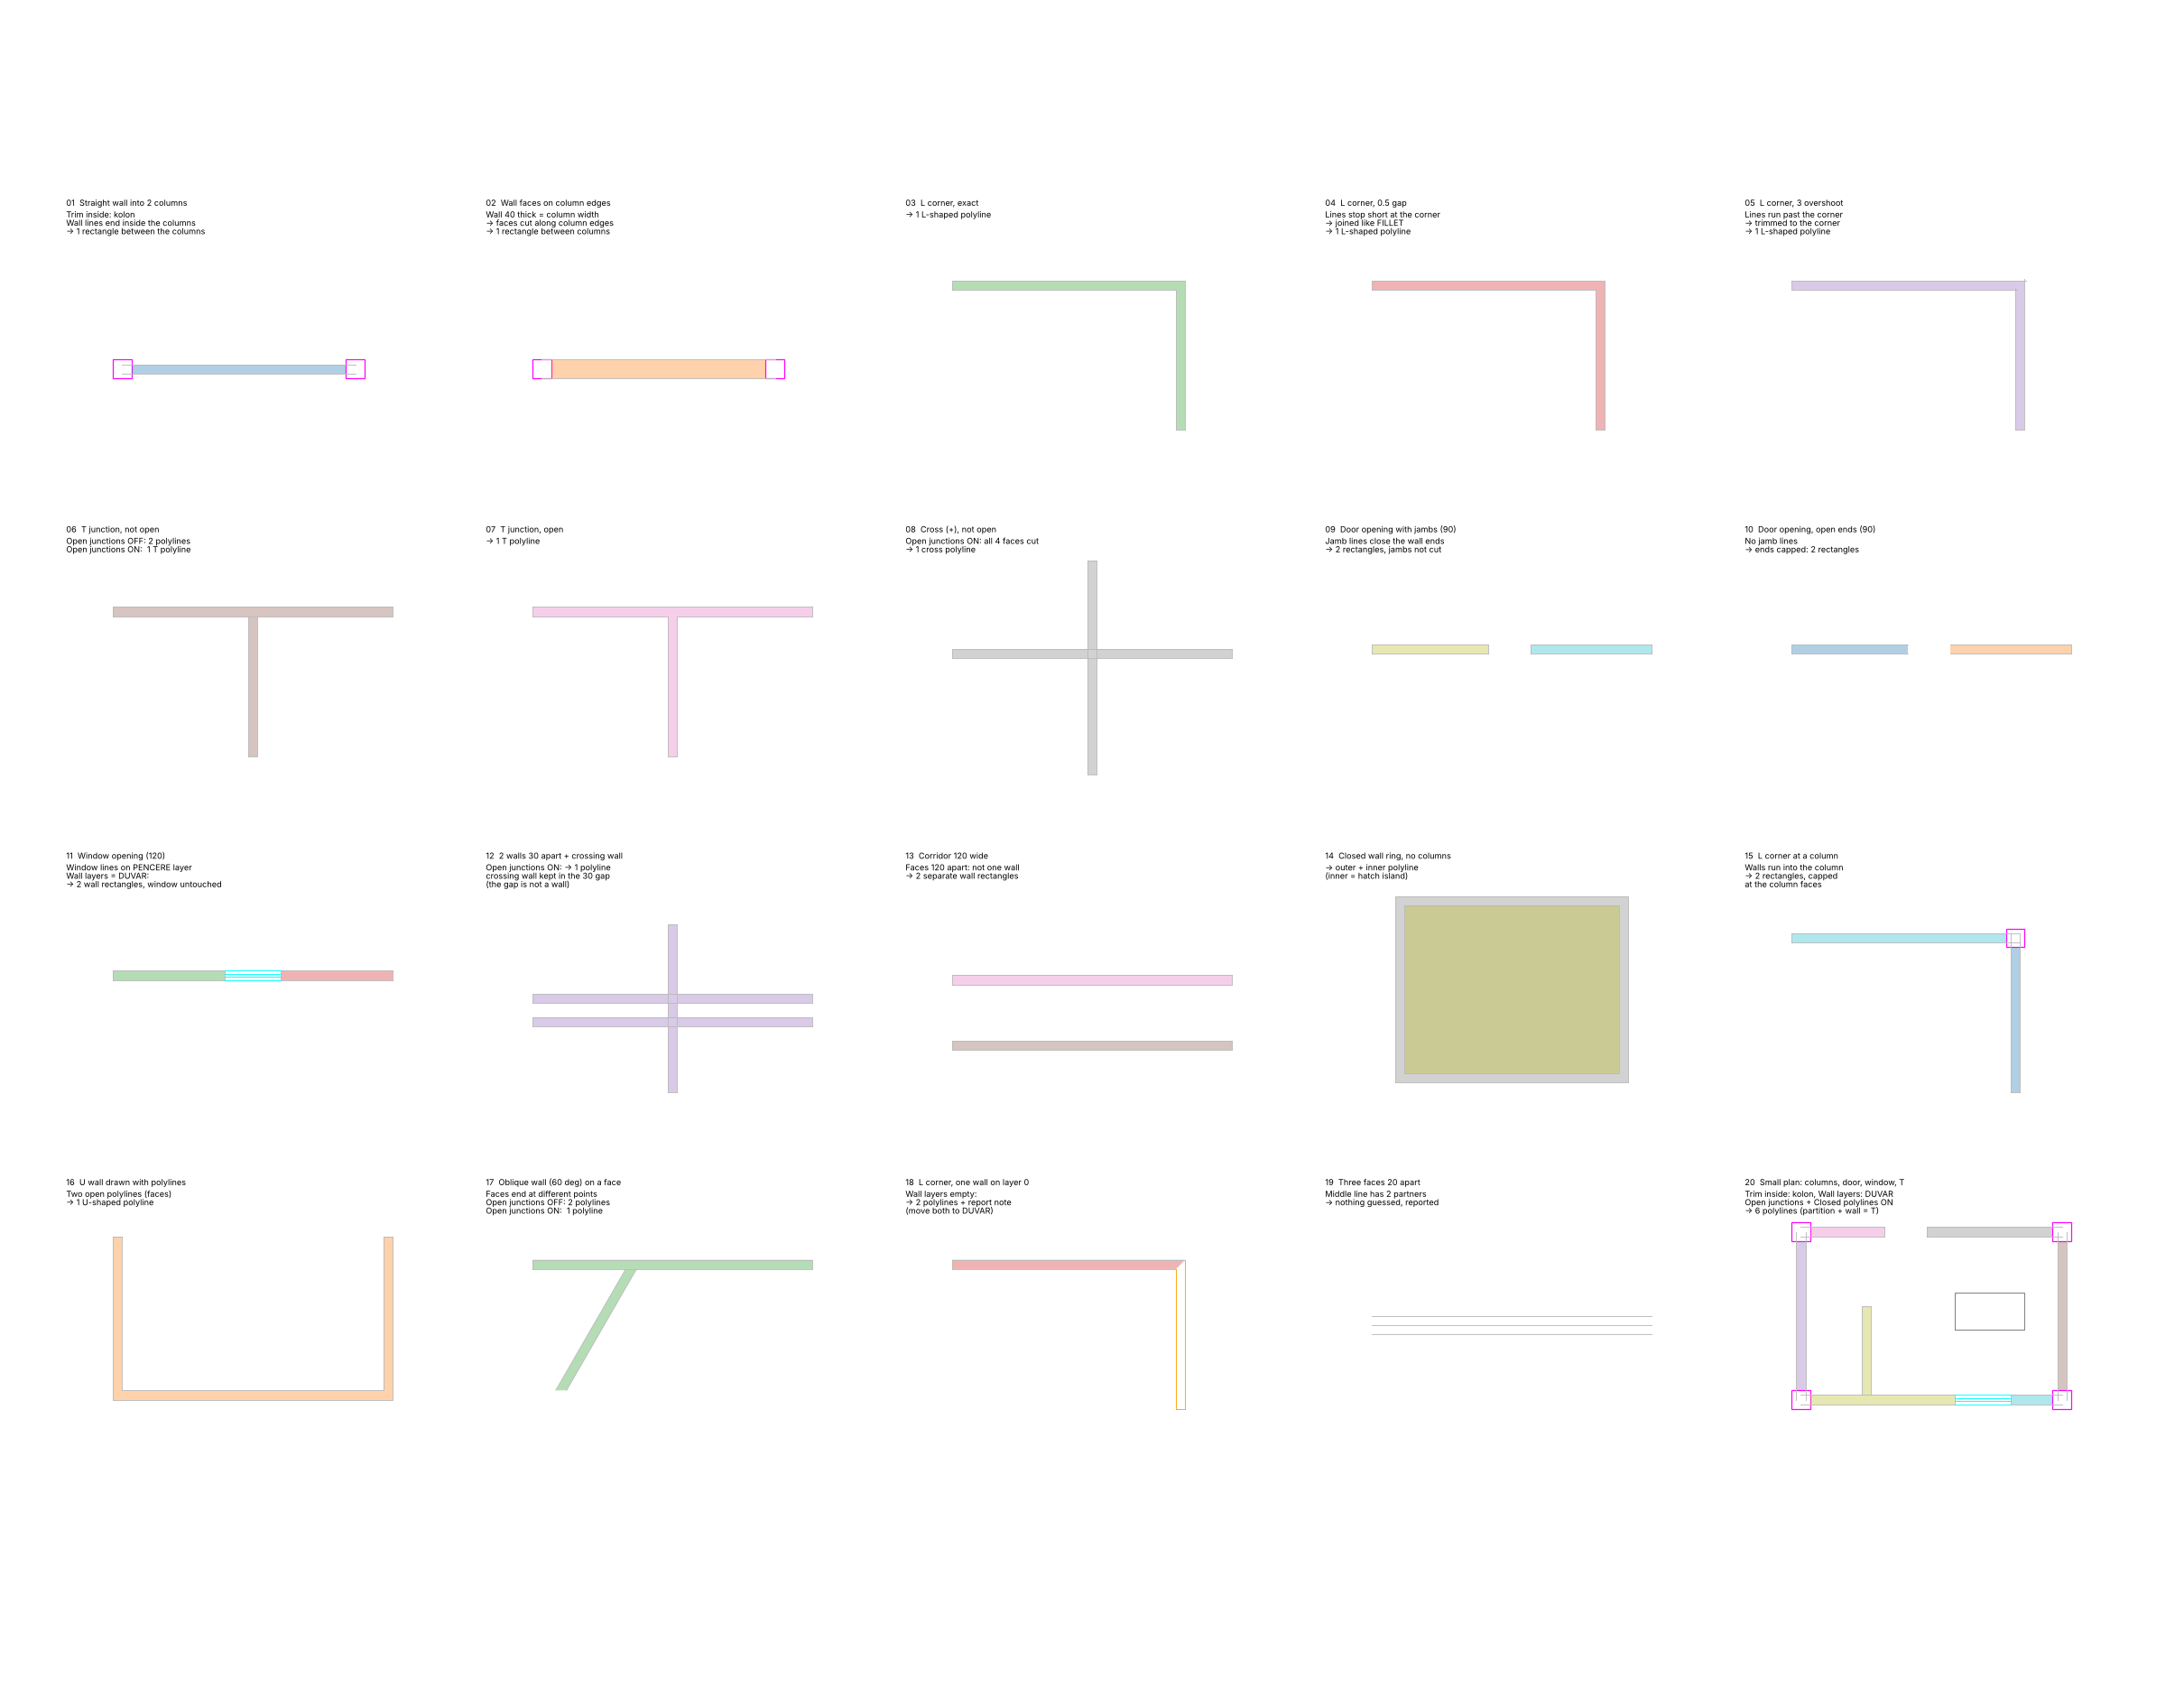 01  Straight wall into 2 columns
Trim inside: kolon
Wall lines end inside the columns
→ 1 rectangle between the columns
02  Wall faces on column edges
Wall 40 thick = column width
→ faces cut along column edges
→ 1 rectangle between columns
03  L corner, exact
→ 1 L-shaped polyline
04  L corner, 0.5 gap
Lines stop short at the corner
→ joined like FILLET
→ 1 L-shaped polyline
05  L corner, 3 overshoot
Lines run past the corner
→ trimmed to the corner
→ 1 L-shaped polyline
06  T junction, not open
Open junctions OFF: 2 polylines
Open junctions ON:  1 T polyline
07  T junction, open
→ 1 T polyline
08  Cross (+), not open
Open junctions ON: all 4 faces cut
→ 1 cross polyline
09  Door opening with jambs (90)
Jamb lines close the wall ends
→ 2 rectangles, jambs not cut
10  Door opening, open ends (90)
No jamb lines
→ ends capped: 2 rectangles
11  Window opening (120)
Window lines on PENCERE layer
Wall layers = DUVAR:
→ 2 wall rectangles, window untouched
12  2 walls 30 apart + crossing wall
Open junctions ON: → 1 polyline
crossing wall kept in the 30 gap
(the gap is not a wall)
13  Corridor 120 wide
Faces 120 apart: not one wall
→ 2 separate wall rectangles
14  Closed wall ring, no columns
→ outer + inner polyline
(inner = hatch island)
15  L corner at a column
Walls run into the column
→ 2 rectangles, capped
at the column faces
16  U wall drawn with polylines
Two open polylines (faces)
→ 1 U-shaped polyline
17  Oblique wall (60 deg) on a face
Faces end at different points
Open junctions OFF: 2 polylines
Open junctions ON:  1 polyline
18  L corner, one wall on layer 0
Wall layers empty:
→ 2 polylines + report note
(move both to DUVAR)
19  Three faces 20 apart
Middle line has 2 partners
→ nothing guessed, reported
20  Small plan: columns, door, window, T
Trim inside: kolon, Wall layers: DUVAR
Open junctions + Closed polylines ON
→ 6 polylines (partition + wall = T)